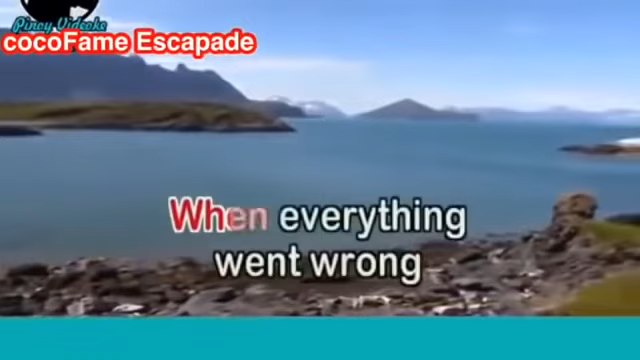 Pinoy Videoke
cocoFame Escapade
When everything
went wrong